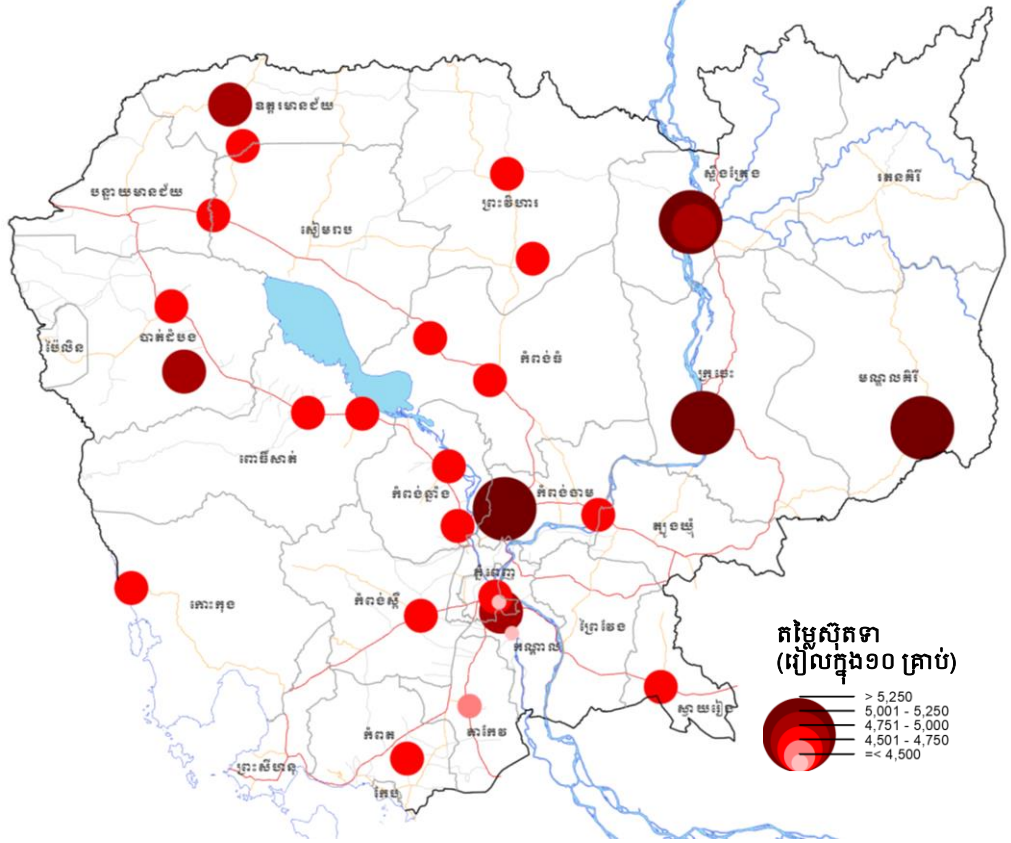 ឧត្តរមានជ័យ
បន្ទាយមានជ័យ
ព្រះវិហារ
ស្ទឹងត្រែង
រតនគិរី
សៀមរាប
បាត់ដំបង
ប៉ៃលិន
កំពង់ធំ
ក្រចេះ
មណ្ឌលគិរី
ពោធិ៍សាត់
កំពង់ឆ្នាំង
កំពង់ចាម
ត្បូងឃ្មុំ
ភ្នំពេញ
កោះកុង
កំពង់ស្ពឺ
ព្រៃវែង
កណ្ដាល
ស្វាយរៀង
តាកែវ
កំពត
ព្រះសីហនុ
កែប
តម្លៃស៊ុតទា
(រៀលក្នុង១០ គ្រាប់)
> 5,250
5,001 - 5,250
4,751 - 5,000
4,501 - 4,750
=< 4,500